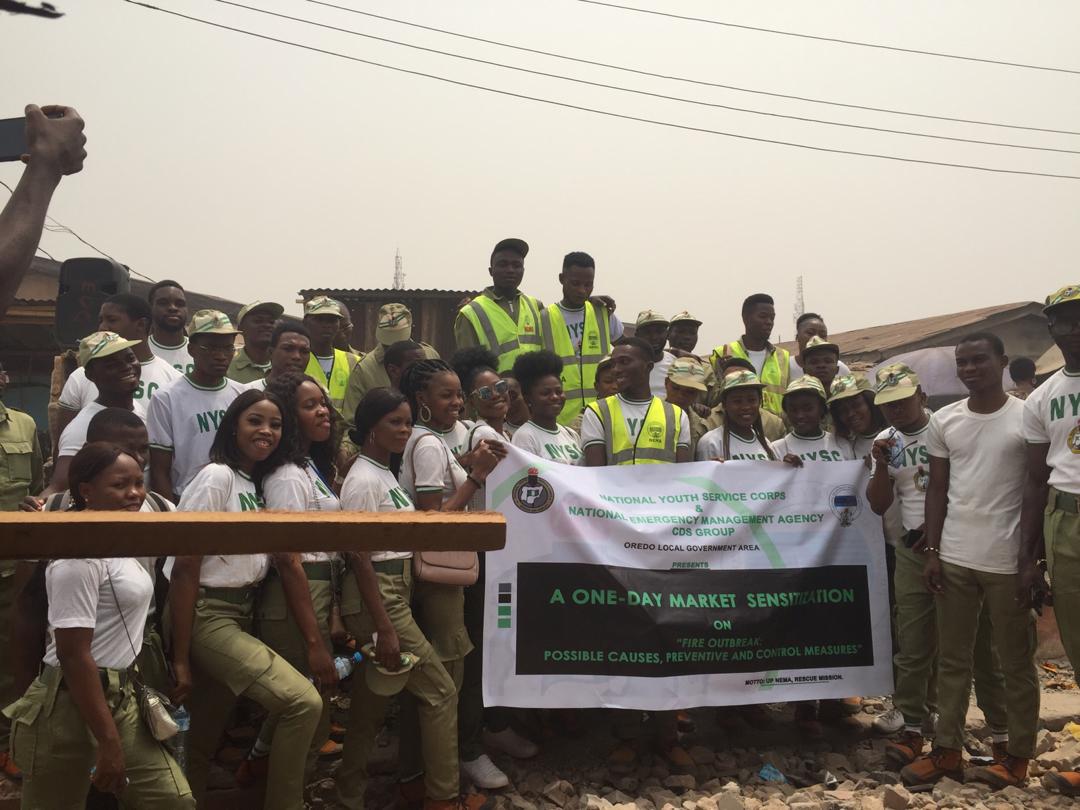 NATIONAL YOUTH SERVICE CORPS
&
NATIONAL EMERGENCY MANAGEMENT AGENCY
CDS GROUP
OREDO LOCAL GOVERNMENT AREA
PRESENTS
A ONE-DAY MARKET SENSITIZATION
ON
"FIRE OUTBREAK:
POSSIBLE CAUSES, PREVENTIVE AND CONTROL MEASURES"
MOTTO: UP NEMA, RESCUE MISSION.
NYSC
NYSC
NYSC
NYSC